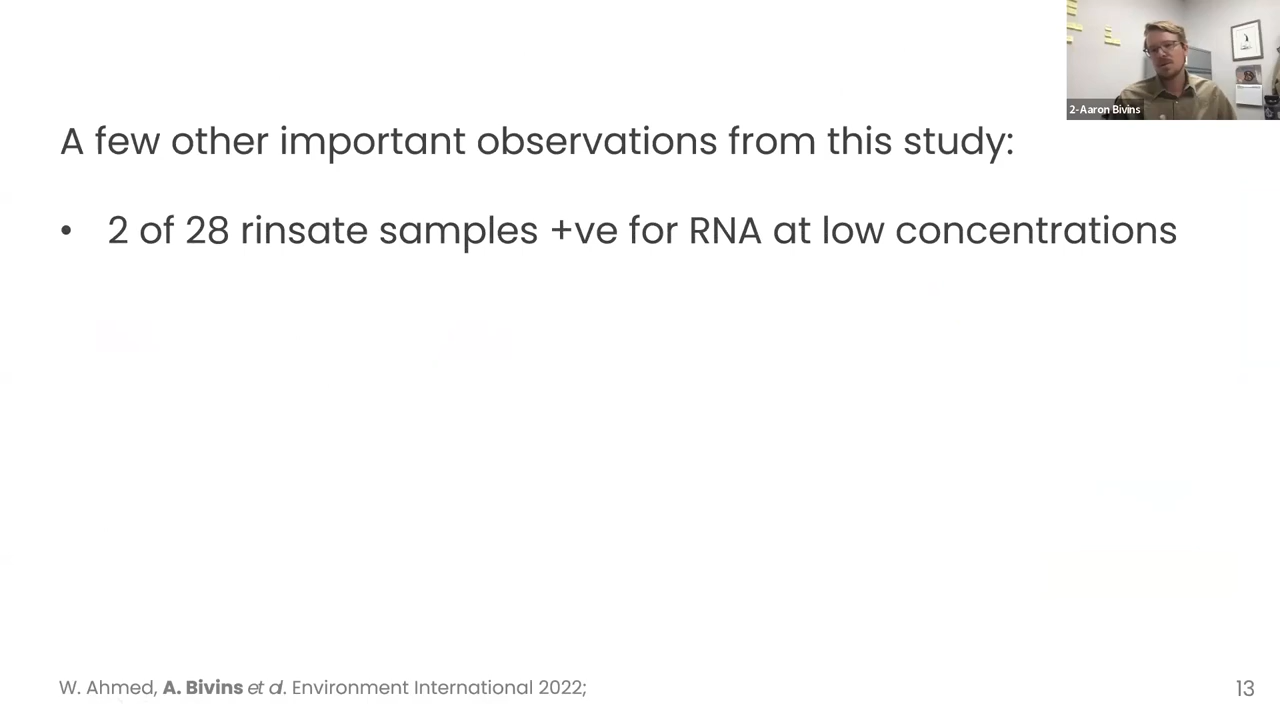 2-Aaron Bivins
A few other important observations from this study:
• 2 of 28 rinsate samples +ve for RNA at low concentrations
W. Ahmed, A. Bivins et al. Environment International 2022;
13